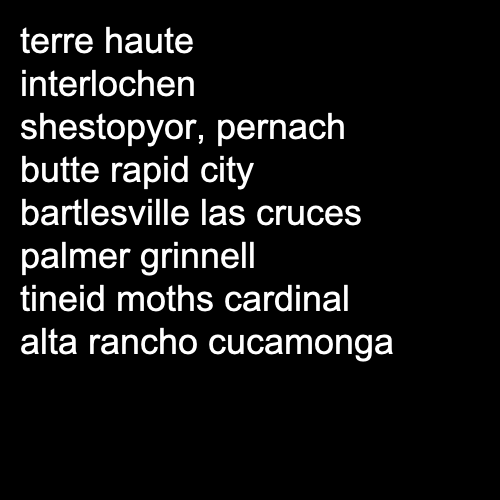 terre haute
interlochen
shestopyor, pernach
butte rapid city
bartlesville las cruces
palmer grinnell
tineid moths cardinal
alta rancho cucamonga